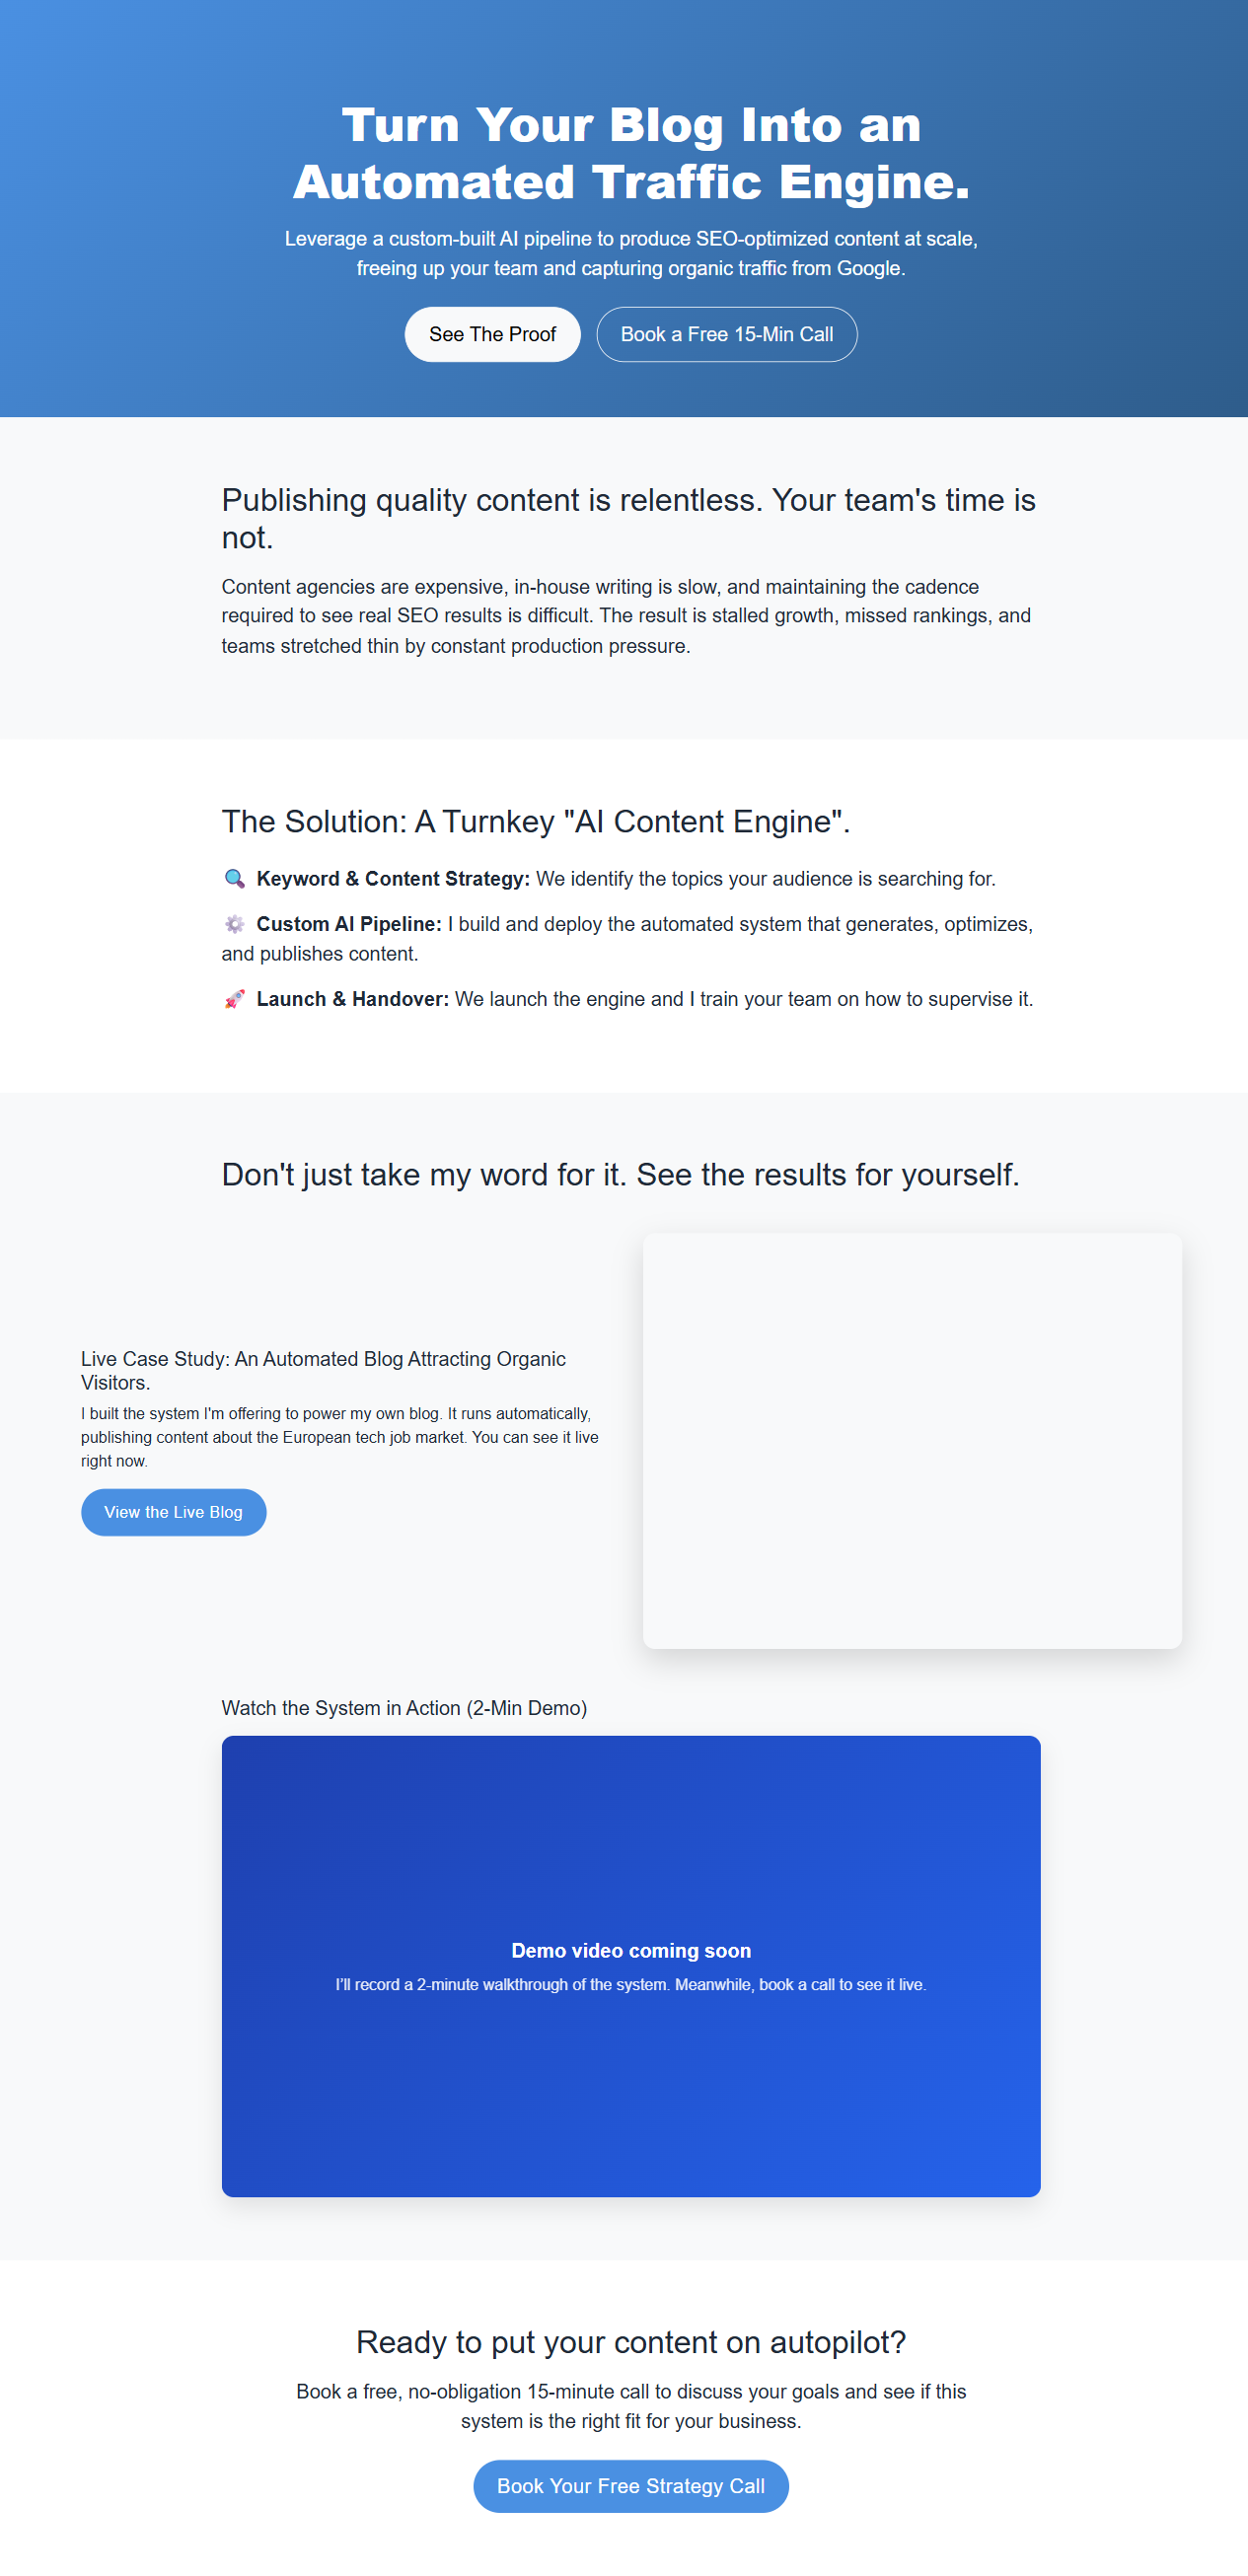 Turn Your Blog Into an
Automated Traffic Engine.
Leverage a custom-built AI pipeline to produce SEO-optimized content at scale,
freeing up your team and capturing organic traffic from Google.
See The Proof
Book a Free 15-Min Call
Publishing quality content is relentless. Your team's time is
not.
Content agencies are expensive, in-house writing is slow, and maintaining the cadence
required to see real SEO results is difficult. The result is stalled growth, missed rankings, and
teams stretched thin by constant production pressure.
The Solution: A Turnkey "AI Content Engine".
🔍 Keyword & Content Strategy: We identify the topics your audience is searching for.
⚙️ Custom AI Pipeline: I build and deploy the automated system that generates, optimizes,
and publishes content.
🚀 Launch & Handover: We launch the engine and I train your team on how to supervise it.
Don't just take my word for it. See the results for yourself.
Live Case Study: An Automated Blog Attracting Organic
Visitors.
I built the system I'm offering to power my own blog. It runs automatically,
publishing content about the European tech job market. You can see it live
right now.
View the Live Blog
Watch the System in Action (2-Min Demo)
Demo video coming soon
I'll record a 2-minute walkthrough of the system. Meanwhile, book a call to see it live.
Ready to put your content on autopilot?
Book a free, no-obligation 15-minute call to discuss your goals and see if this
system is the right fit for your business.
Book Your Free Strategy Call